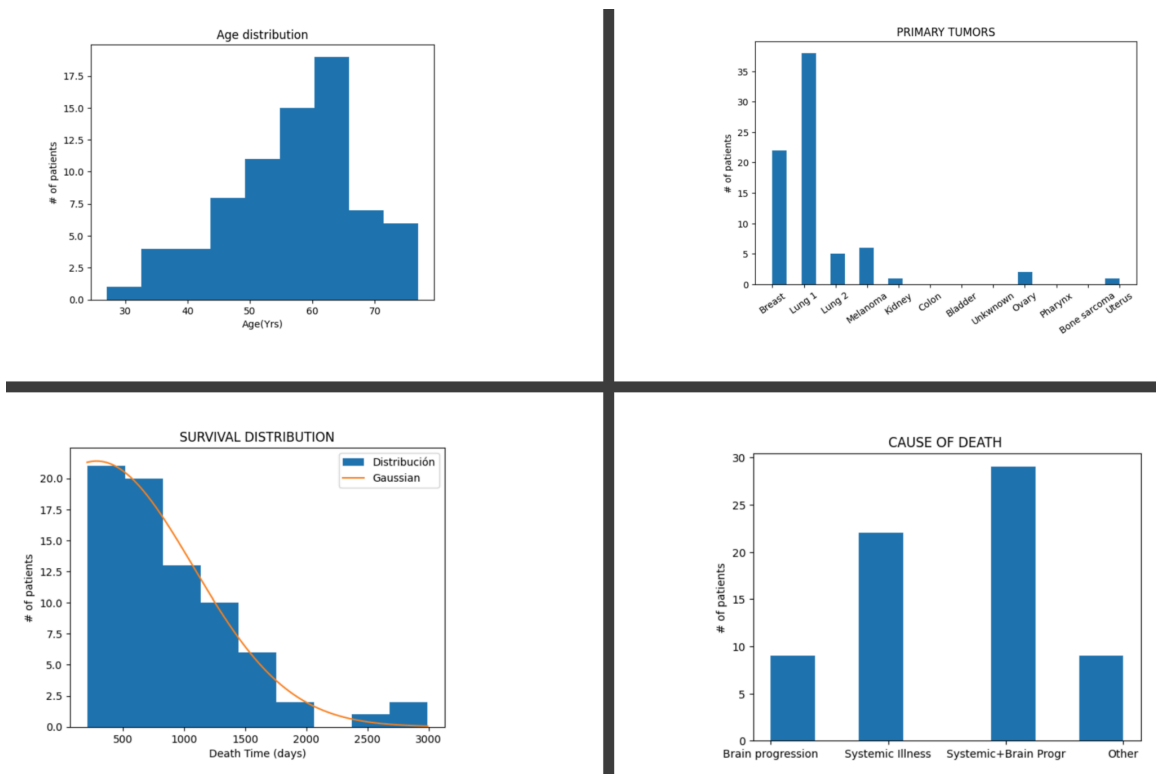 Age distribution
# of patients
17.5
15.0
12.5
10.0
7.5
5.0
2.5
0.0
30 40 50 60 70
Age(Yrs)
PRIMARY TUMORS
# of patients
35
30
25
20
15
10
5
0
Breast
Lung 1
Lung 2
Melanoma
Kidney
Colon
Bladder
Unkwnown
Ovary
Pharynx
Bone sarcoma
Uterus
SURVIVAL DISTRIBUTION
Distribución
Gaussian
# of patients
20.0
17.5
15.0
12.5
10.0
7.5
5.0
2.5
0.0
500 1000 1500 2000 2500 3000
Death Time (days)
CAUSE OF DEATH
# of patients
30
25
20
15
10
5
0
Brain progression Systemic Illness Systemic+Brain Progr Other